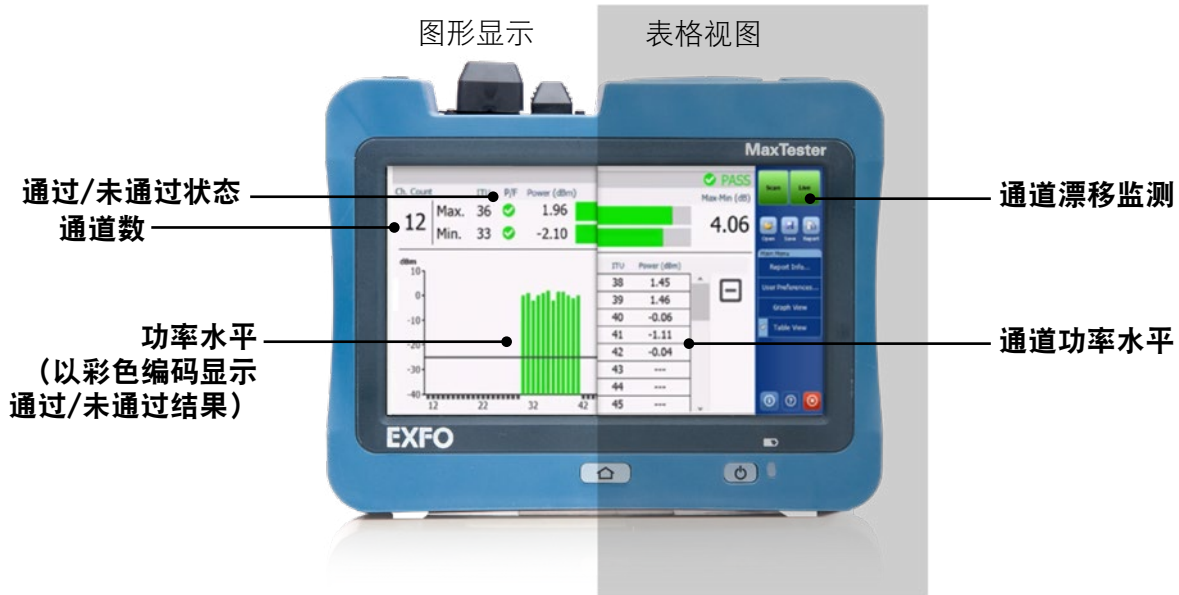 图形显示
表格视图
MaxTester
通过/未通过状态
通道数
功率水平
（以彩色编码显示
通过/未通过结果）
Ch. Count
ITU
P/F
Power (dBm)
12
Max.
36
1.96
Min.
33
-2.10
PASS
Max-Min (dB)
4.06
dBm
10
0
-10
-20
-30
-40
12
22
32
42
ITU
Power (dBm)
38
1.45
39
1.46
40
-0.06
41
-1.11
42
-0.04
43
---
44
---
45
---
Scan
Live
Open
Save
Report
Main Menu
Report Info...
User Preferences...
Graph View
Table View
通道漂移监测
通道功率水平
EXFO